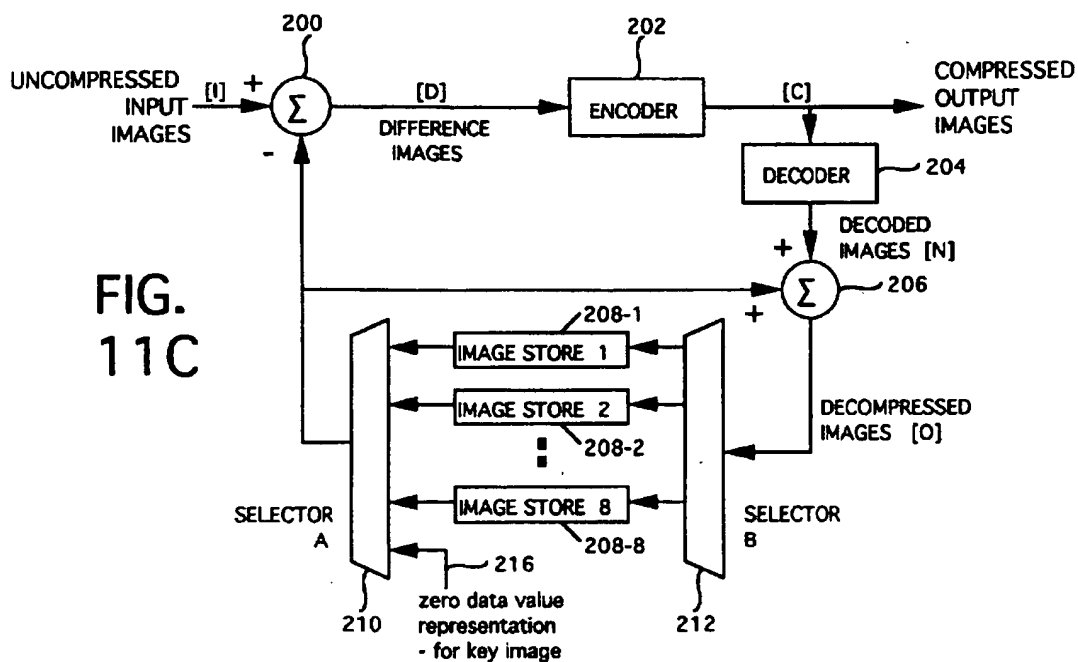 200
202
UNCOMPRESSED
INPUT
IMAGES
[I]
+
Σ
-
[D]
DIFFERENCE
IMAGES
ENCODER
[C]
COMPRESSED
OUTPUT
IMAGES
DECODER
204
DECODED
IMAGES [N]
+
Σ
+
206
FIG.
11C
208-1
IMAGE STORE 1
IMAGE STORE 2
208-2
IMAGE STORE 8
208-8
DECOMPRESSED
IMAGES [O]
SELECTOR
A
SELECTOR
B
210
216
zero data value
representation
- for key image
212